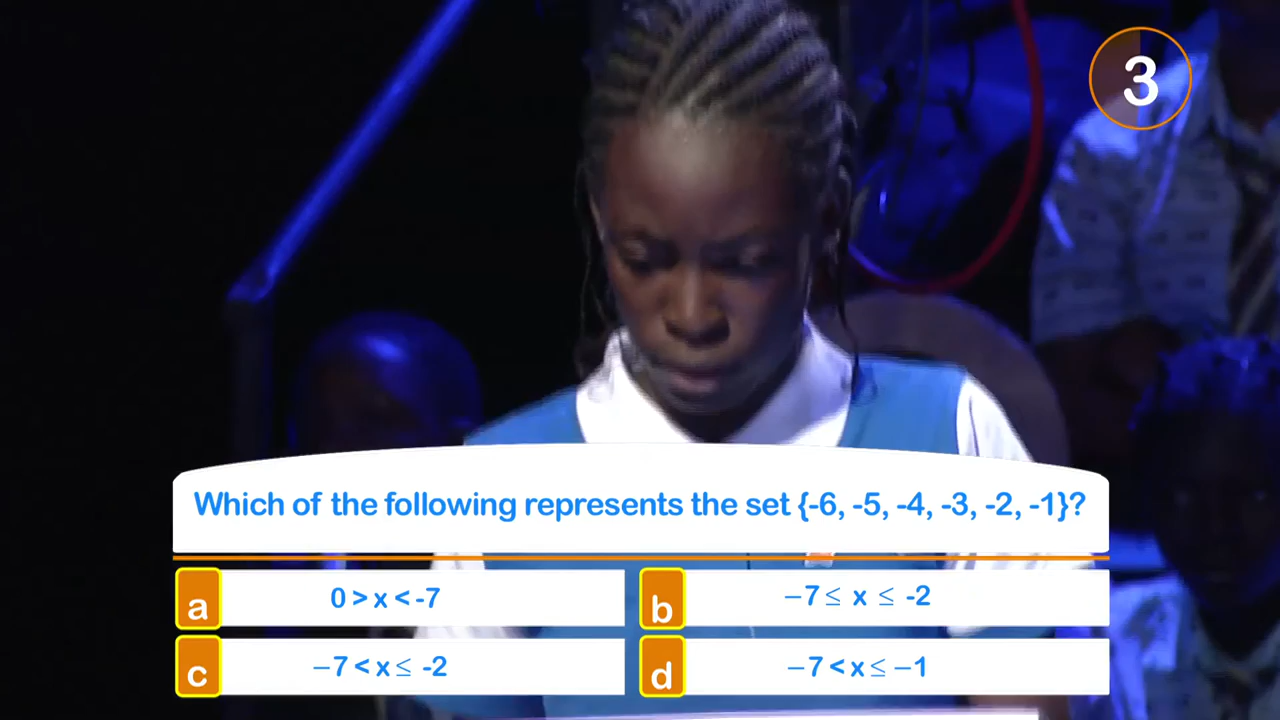 3
Which of the following represents the set {-6, -5, -4, -3, -2, -1}?
a 0 > x < -7
b −7 ≤ x ≤ -2
c −7 < x ≤ -2
d −7 < x ≤ −1